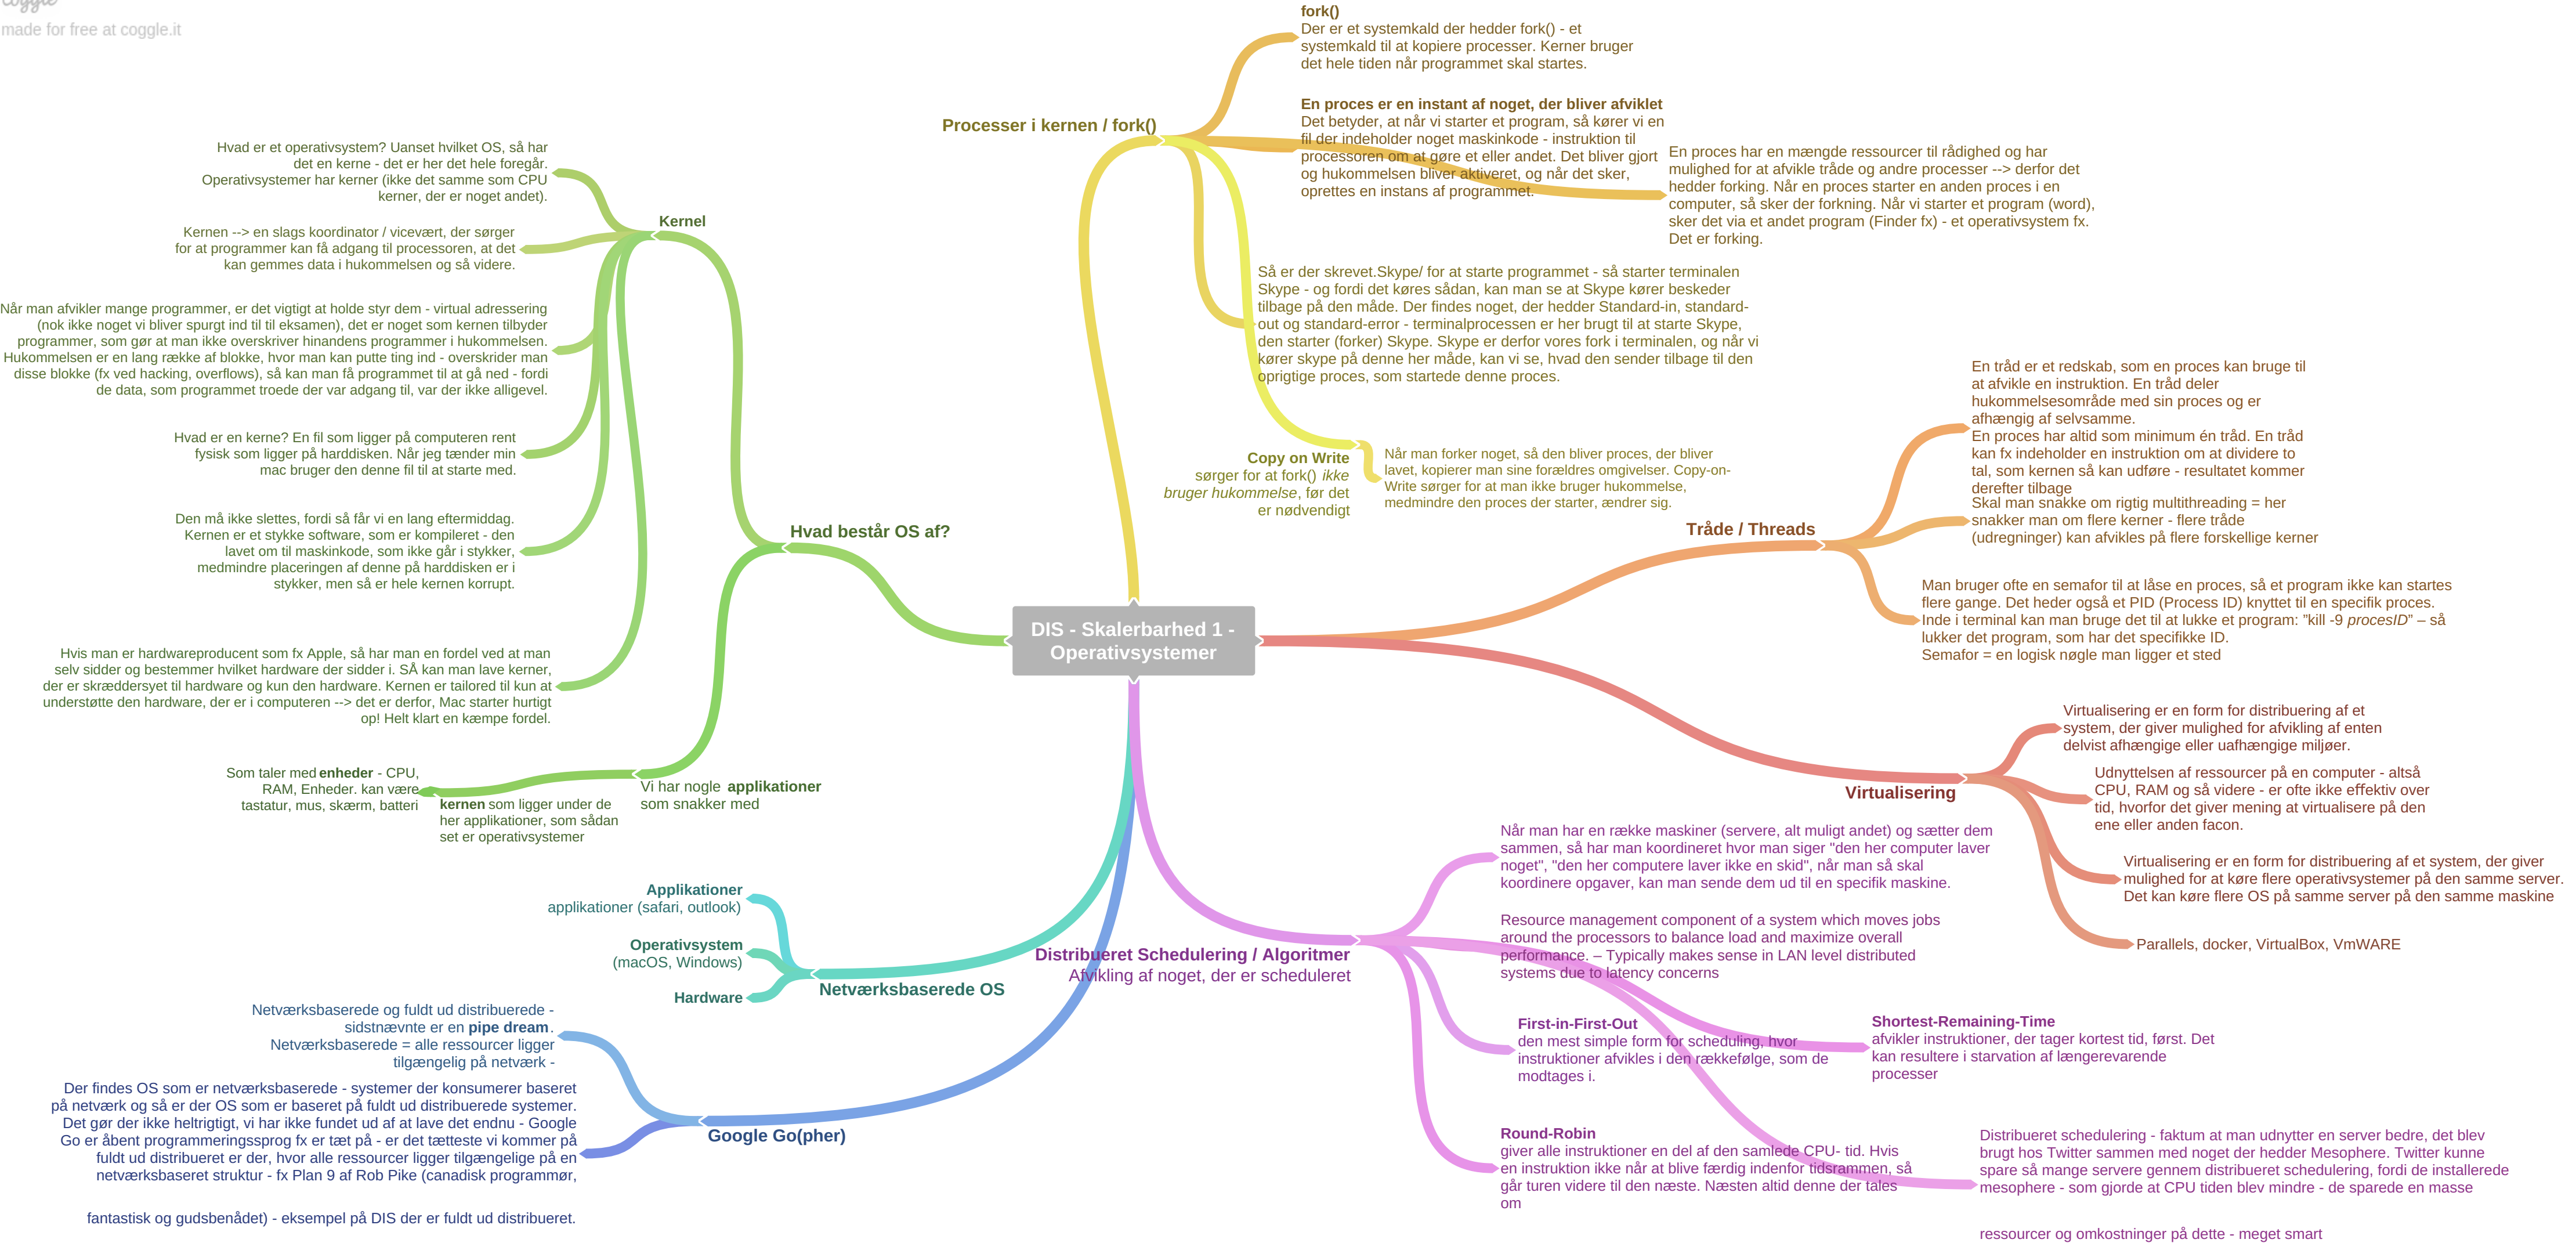 coggle
made for free at coggle.it
DIS - Skalerbarhed 1 -
Operativsystemer
Processer i kernen / fork()
fork()
Der er et systemkald der hedder fork() - et
systemkald til at kopiere processer. Kerner bruger
det hele tiden når programmet skal startes.
En proces er en instant af noget, der bliver afviklet
Det betyder, at når vi starter et program, så kører vi en
fil der indeholder noget maskinkode - instruktion til
processoren om at gøre et eller andet. Det bliver gjort
og hukommelsen bliver aktiveret, og når det sker,
oprettes en instans af programmet.
En proces har en mængde ressourcer til rådighed og har
mulighed for at afvikle tråde og andre processer --> derfor det
hedder forking. Når en proces starter en anden proces i en
computer, så sker der forkning. Når vi starter et program (word),
sker det via et andet program (Finder fx) - et operativsystem fx.
Det er forking.
Så er der skrevet.Skype/ for at starte programmet - så starter terminalen
Skype - og fordi det køres sådan, kan man se at Skype kører beskeder
tilbage på den måde. Der findes noget, der hedder Standard-in, standard-
out og standard-error - terminalprocessen er her brugt til at starte Skype,
den starter (forker) Skype. Skype er derfor vores fork i terminalen, og når vi
kører skype på denne her måde, kan vi se, hvad den sender tilbage til den
oprigtige proces, som startede denne proces.
Copy on Write
sørger for at fork() ikke
bruger hukommelse, før det
er nødvendigt
Når man forker noget, så den bliver proces, der bliver
lavet, kopierer man sine forældres omgivelser. Copy-on-
Write sørger for at man ikke bruger hukommelse,
medmindre den proces der starter, ændrer sig.
Tråde / Threads
En tråd er et redskab, som en proces kan bruge til
at afvikle en instruktion. En tråd deler
hukommelsesområde med sin proces og er
afhængig af selvsamme.
En proces har altid som minimum én tråd. En tråd
kan fx indeholder en instruktion om at dividere to
tal, som kernen så kan udføre - resultatet kommer
derefter tilbage
Skal man snakke om rigtig multithreading = her
snakker man om flere kerner - flere tråde
(udregninger) kan afvikles på flere forskellige kerner
Man bruger ofte en semafor til at låse en proces, så et program ikke kan startes
flere gange. Det heder også et PID (Process ID) knyttet til en specifik proces.
Inde i terminal kan man bruge det til at lukke et program: ”kill -9 procesID” – så
lukker det program, som har det specifikke ID.
Semafor = en logisk nøgle man ligger et sted
Virtualisering
Virtualisering er en form for distribuering af et
system, der giver mulighed for afvikling af enten
delvist afhængige eller uafhængige miljøer.
Udnyttelsen af ressourcer på en computer - altså
CPU, RAM og så videre - er ofte ikke effektiv over
tid, hvorfor det giver mening at virtualisere på den
ene eller anden facon.
Virtualisering er en form for distribuering af et system, der giver
mulighed for at køre flere operativsystemer på den samme server.
Det kan køre flere OS på samme server på den samme maskine
Parallels, docker, VirtualBox, VmWARE
Distribueret Schedulering / Algoritmer
Afvikling af noget, der er scheduleret
Når man har en række maskiner (servere, alt muligt andet) og sætter dem
sammen, så har man koordineret hvor man siger "den her computer laver
noget", "den her computere laver ikke en skid", når man så skal
koordinere opgaver, kan man sende dem ud til en specifik maskine.
Resource management component of a system which moves jobs
around the processors to balance load and maximize overall
performance. – Typically makes sense in LAN level distributed
systems due to latency concerns
First-in-First-Out
den mest simple form for scheduling, hvor
instruktioner afvikles i den rækkefølge, som de
modtages i.
Shortest-Remaining-Time
afvikler instruktioner, der tager kortest tid, først. Det
kan resultere i starvation af længerevarende
processer
Round-Robin
giver alle instruktioner en del af den samlede CPU- tid. Hvis
en instruktion ikke når at blive færdig indenfor tidsrammen, så
går turen videre til den næste. Næsten altid denne der tales
om
Distribueret schedulering - faktum at man udnytter en server bedre, det blev
brugt hos Twitter sammen med noget der hedder Mesophere. Twitter kunne
spare så mange servere gennem distribueret schedulering, fordi de installerede
mesophere - som gjorde at CPU tiden blev mindre - de sparede en masse
ressourcer og omkostninger på dette - meget smart
Hvad består OS af?
Kernel
Hvad er et operativsystem? Uanset hvilket OS, så har
det en kerne - det er her det hele foregår.
Operativsystemer har kerner (ikke det samme som CPU
kerner, der er noget andet).
Kernen --> en slags koordinator / vicevært, der sørger
for at programmer kan få adgang til processoren, at det
kan gemmes data i hukommelsen og så videre.
Når man afvikler mange programmer, er det vigtigt at holde styr dem - virtual adressering
(nok ikke noget vi bliver spurgt ind til til eksamen), det er noget som kernen tilbyder
programmer, som gør at man ikke overskriver hinandens programmer i hukommelsen.
Hukommelsen er en lang række af blokke, hvor man kan putte ting ind - overskrider man
disse blokke (fx ved hacking, overflows), så kan man få programmet til at gå ned - fordi
de data, som programmet troede der var adgang til, var der ikke alligevel.
Hvad er en kerne? En fil som ligger på computeren rent
fysisk som ligger på harddisken. Når jeg tænder min
mac bruger den denne fil til at starte med.
Den må ikke slettes, fordi så får vi en lang eftermiddag.
Kernen er et stykke software, som er kompileret - den
lavet om til maskinkode, som ikke går i stykker,
medmindre placeringen af denne på harddisken er i
stykker, men så er hele kernen korrupt.
Hvis man er hardwareproducent som fx Apple, så har man en fordel ved at man
selv sidder og bestemmer hvilket hardware der sidder i. SÅ kan man lave kerner,
der er skræddersyet til hardware og kun den hardware. Kernen er tailored til kun at
understøtte den hardware, der er i computeren --> det er derfor, Mac starter hurtigt
op! Helt klart en kæmpe fordel.
Vi har nogle applikationer
som snakker med
kernen som ligger under de
her applikationer, som sådan
set er operativsystemer
Som taler med enheder - CPU,
RAM, Enheder. kan være
tastatur, mus, skærm, batteri
Netværksbaserede OS
Applikationer
applikationer (safari, outlook)
Operativsystem
(macOS, Windows)
Hardware
Google Go(pher)
Netværksbaserede og fuldt ud distribuerede -
sidstnævnte er en pipe dream.
Netværksbaserede = alle ressourcer ligger
tilgængelig på netværk -
Der findes OS som er netværksbaserede - systemer der konsumerer baseret
på netværk og så er der OS som er baseret på fuldt ud distribuerede systemer.
Det gør der ikke heltrigtigt, vi har ikke fundet ud af at lave det endnu - Google
Go er åbent programmeringssprog fx er tæt på - er det tætteste vi kommer på
fuldt ud distribueret er der, hvor alle ressourcer ligger tilgængelige på en
netværksbaseret struktur - fx Plan 9 af Rob Pike (canadisk programmør,
fantastisk og gudsbenådet) - eksempel på DIS der er fuldt ud distribueret.